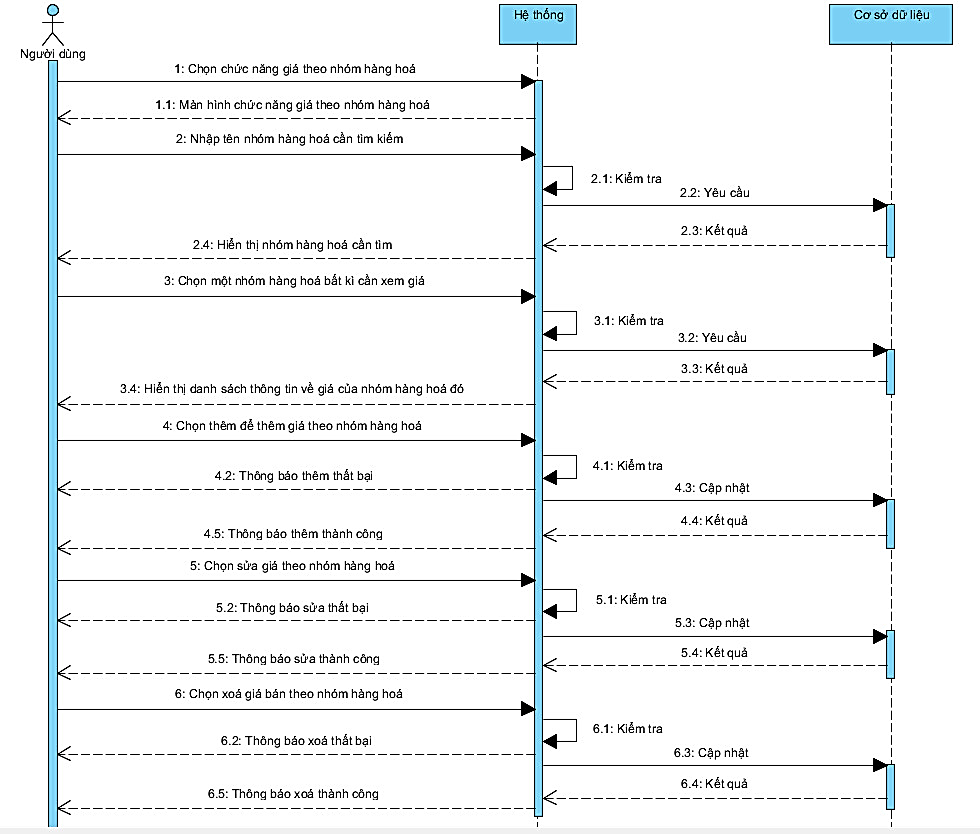 Hệ thống
Cơ sở dữ liệu
Người dùng
1: Chọn chức năng giá theo nhóm hàng hoá
1.1: Màn hình chức năng giá theo nhóm hàng hoá
2: Nhập tên nhóm hàng hoá cần tìm kiếm
2.1: Kiểm tra
2.2: Yêu cầu
2.3: Kết quả
2.4: Hiển thị nhóm hàng hoá cần tìm
3: Chọn một nhóm hàng hoá bất kì cần xem giá
3.1: Kiểm tra
3.2: Yêu cầu
3.3: Kết quả
3.4: Hiển thị danh sách thông tin về giá của nhóm hàng hoá đó
4: Chọn thêm để thêm giá theo nhóm hàng hoá
4.1: Kiểm tra
4.2: Thông báo thêm thất bại
4.3: Cập nhật
4.4: Kết quả
4.5: Thông báo thêm thành công
5: Chọn sửa giá theo nhóm hàng hoá
5.1: Kiểm tra
5.2: Thông báo sửa thất bại
5.3: Cập nhật
5.4: Kết quả
5.5: Thông báo sửa thành công
6: Chọn xoá giá bán theo nhóm hàng hoá
6.1: Kiểm tra
6.2: Thông báo xoá thất bại
6.3: Cập nhật
6.4: Kết quả
6.5: Thông báo xoá thành công